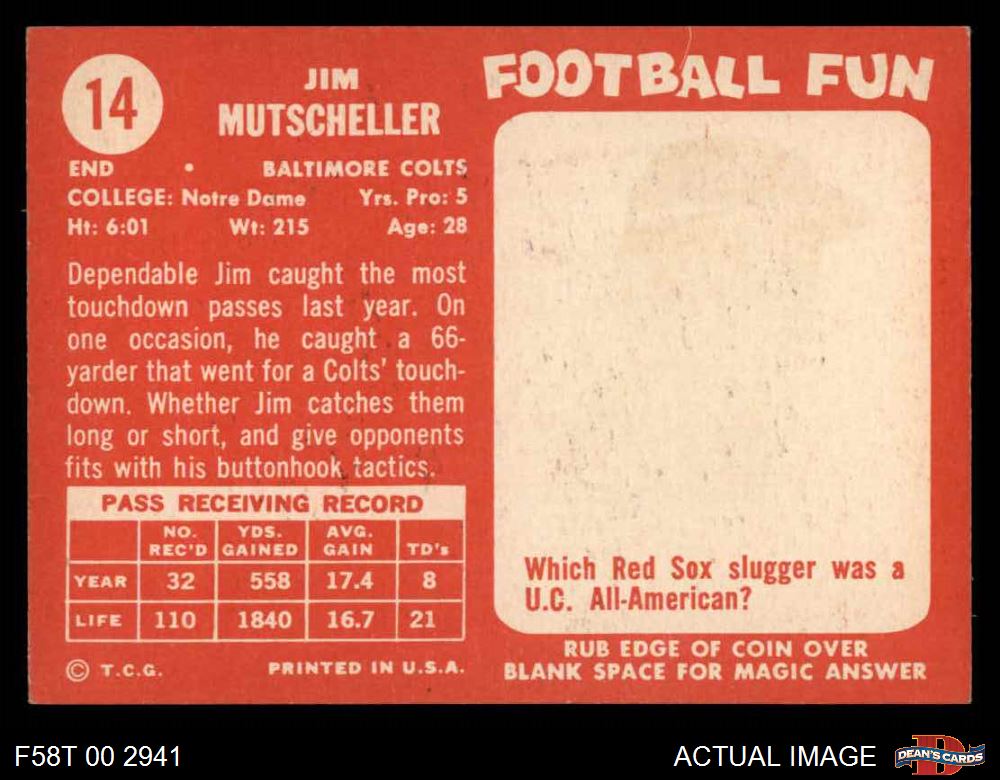 14
JIM
MUTSCHELLER
END • BALTIMORE COLTS
COLLEGE: Notre Dame Yrs. Pro: 5
Ht: 6:01 Wt: 215 Age: 28
Dependable Jim caught the most
touchdown passes last year. On
one occasion, he caught a 66-
yarder that went for a Colts' touch-
down. Whether Jim catches them
long or short, and give opponents
fits with his buttonhook tactics.
PASS RECEIVING RECORD
NO. REC'D YDS. GAINED AVG. GAIN TD's
YEAR 32 558 17.4 8
LIFE 110 1840 16.7 21
© T.C.G. PRINTED IN U.S.A.
FOOTBALL FUN
Which Red Sox slugger was a
U.C. All-American?
RUB EDGE OF COIN OVER
BLANK SPACE FOR MAGIC ANSWER
F58T 00 2941
ACTUAL IMAGE
D
DEAN'S CARDS